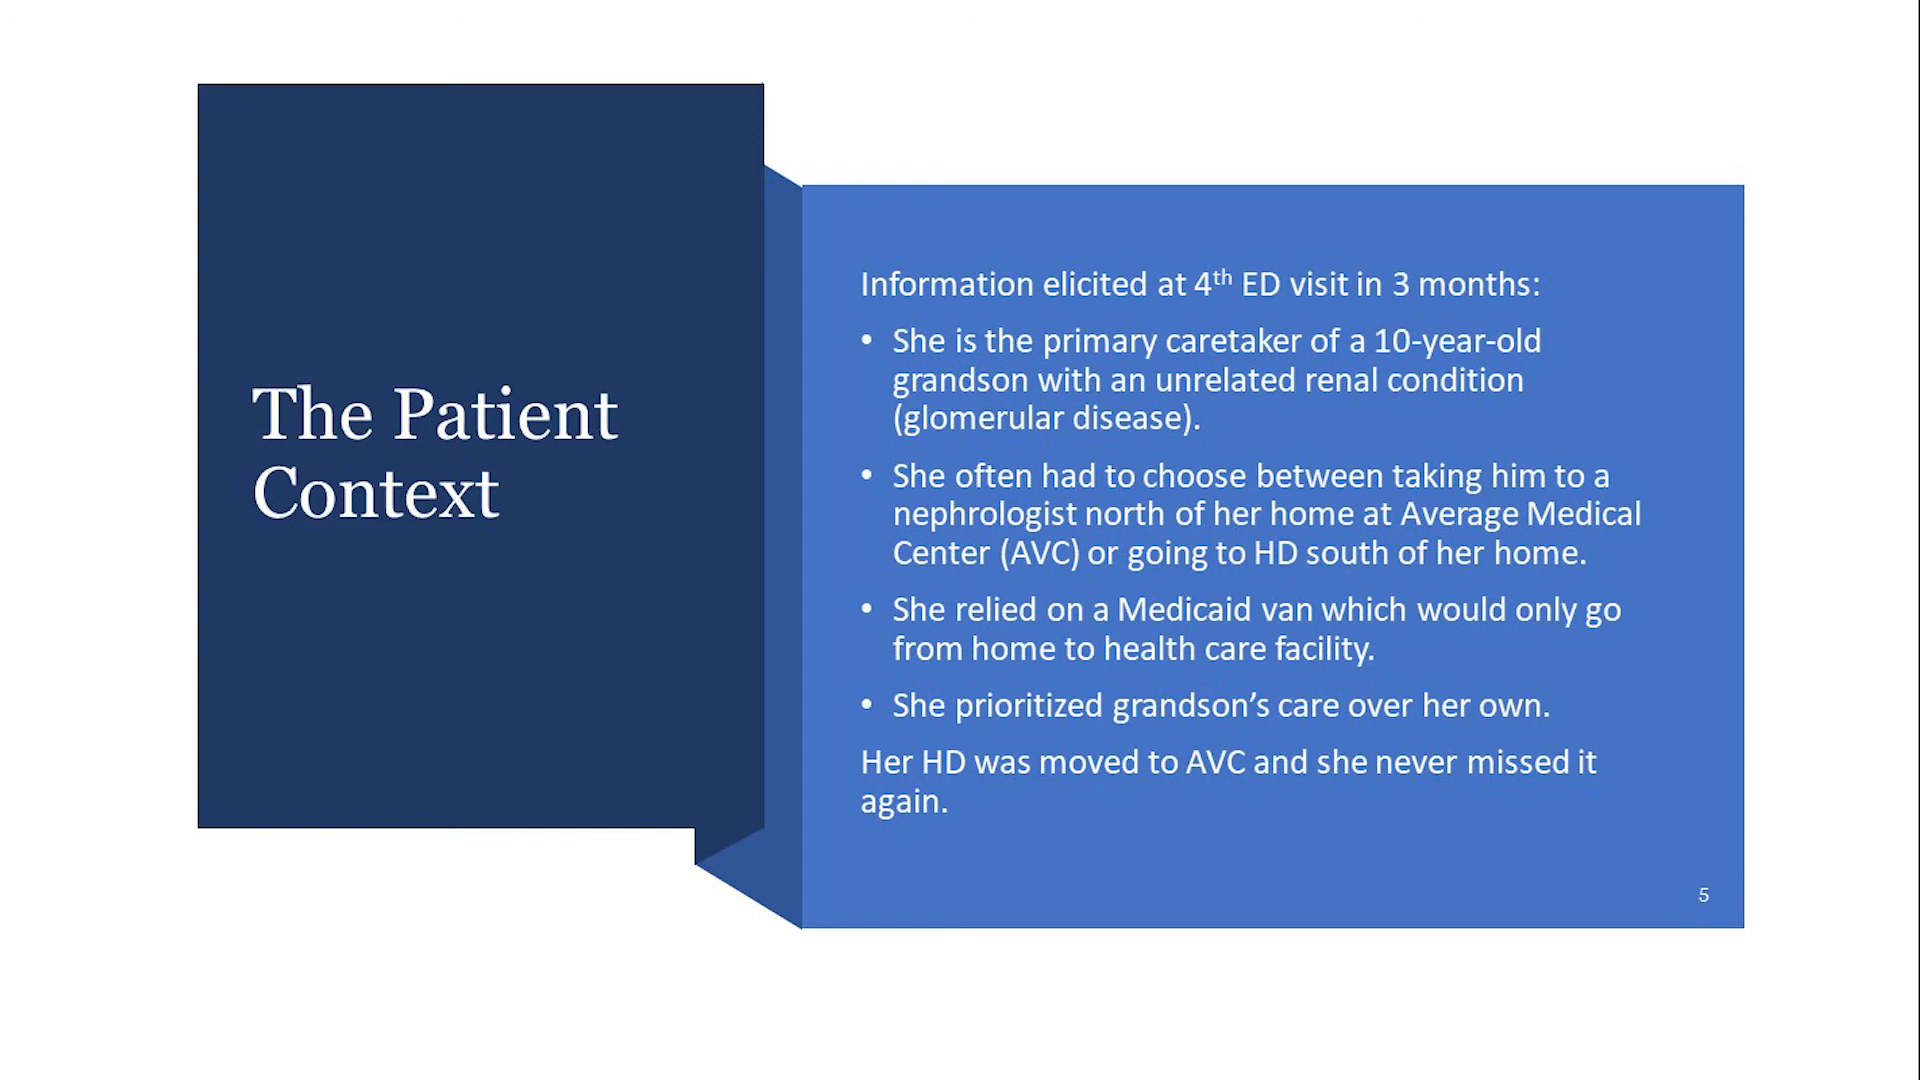 The Patient
Context
Information elicited at 4th ED visit in 3 months:
• She is the primary caretaker of a 10-year-old
grandson with an unrelated renal condition
(glomerular disease).
• She often had to choose between taking him to a
nephrologist north of her home at Average Medical
Center (AVC) or going to HD south of her home.
• She relied on a Medicaid van which would only go
from home to health care facility.
• She prioritized grandson’s care over her own.
Her HD was moved to AVC and she never missed it
again.
5